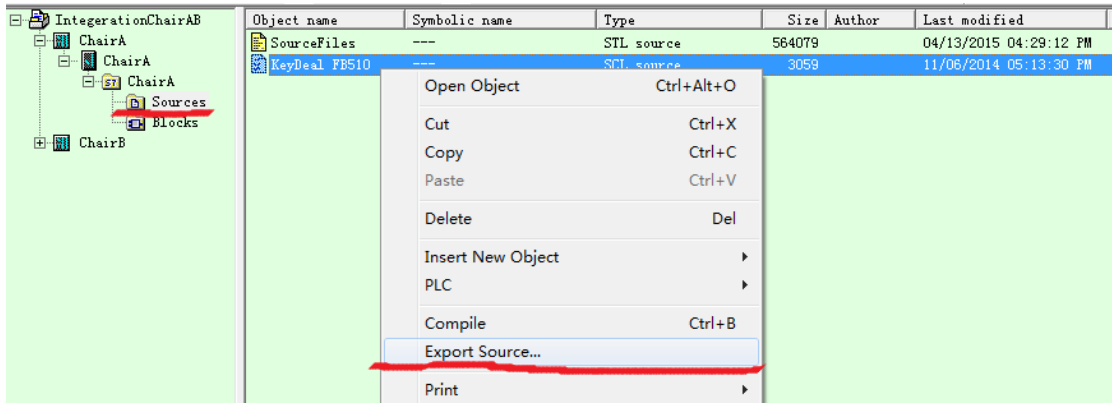 IntegerationChairAB
ChairA
ChairA
ChairA
Sources
Blocks
ChairB
Object name Symbolic name Type Size Author Last modified
SourceFiles --- STL source 564079 04/13/2015 04:29:12 PM
KeyDeal FB510 --- SCL source 3059 11/06/2014 05:13:30 PM
Open Object Ctrl+Alt+O
Cut Ctrl+X
Copy Ctrl+C
Paste Ctrl+V
Delete Del
Insert New Object
PLC
Compile Ctrl+B
Export Source...
Print